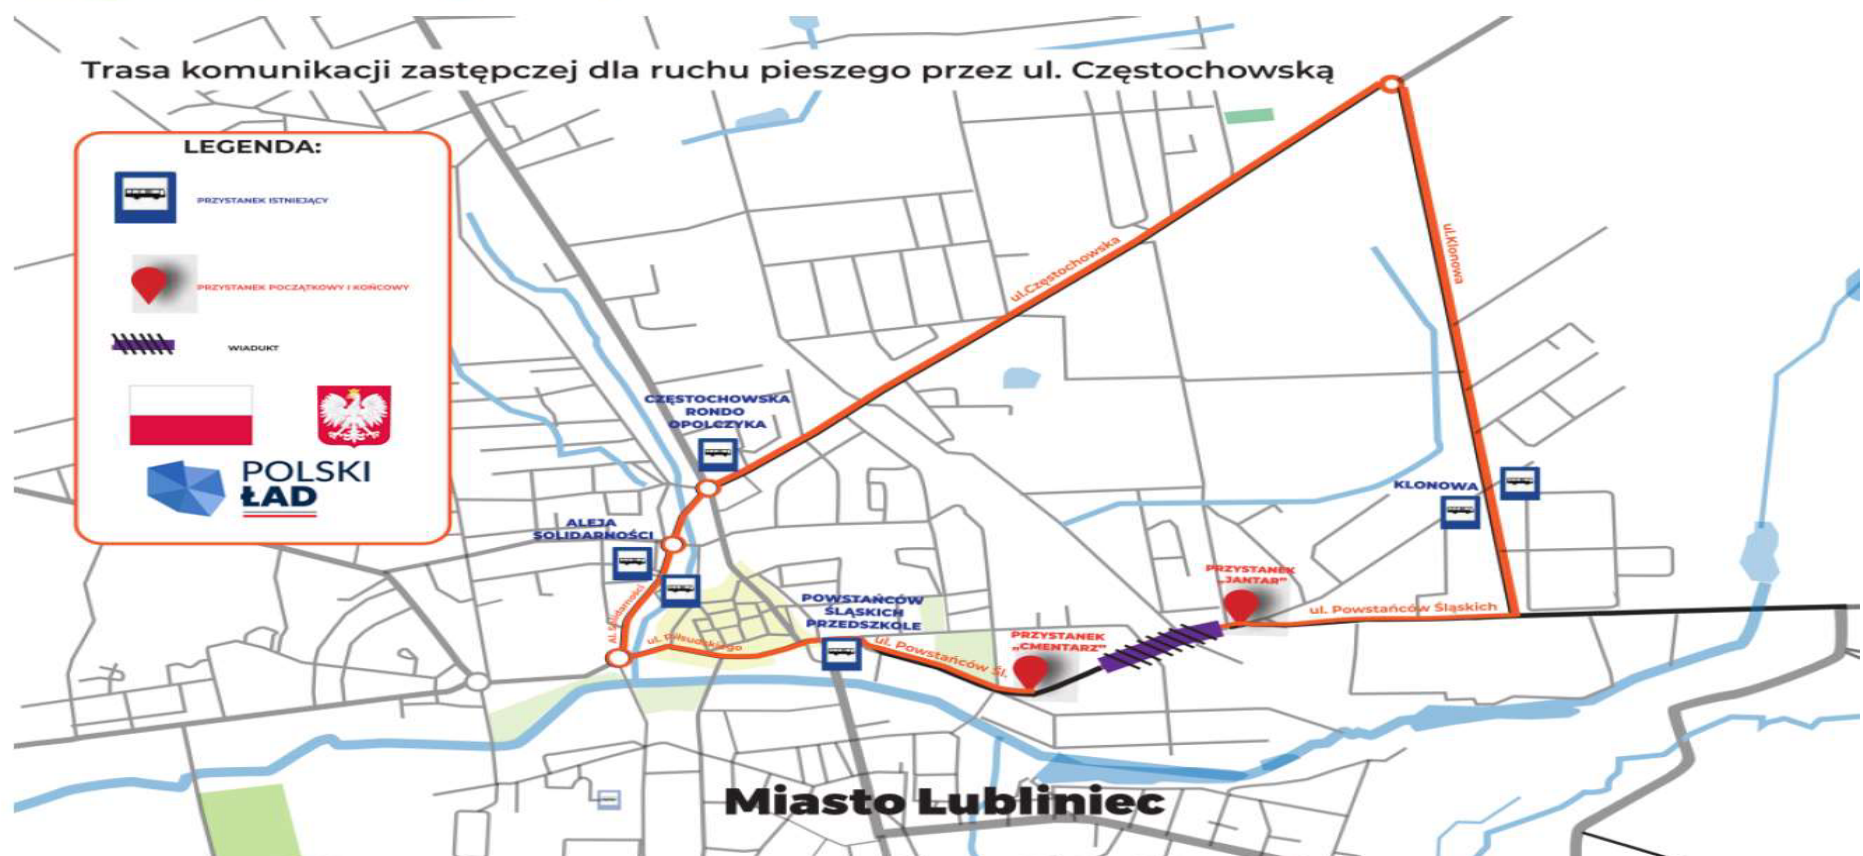 Trasa komunikacji zastępczej dla ruchu pieszego przez ul. Częstochowską
LEGENDA:
PRZYSTANEK ISTNIEJĄCY
PRZYSTANEK POCZĄTKOWY I KOŃCOWY
WIADUKT
POLSKI
ŁAD
ul.Częstochowska
ul.Klonowa
CZĘSTOCHOWSKA
RONDO
OPOLCZYKA
KLONOWA
ALEJA
SOLIDARNOŚCI
Al. Solidarności
ul. Piłsudskiego
POWSTAŃCÓW
ŚLĄSKICH
PRZEDSZKOLE
ul. Powstańców Śl.
PRZYSTANEK
„CMENTARZ”
PRZYSTANEK
„JANTAR”
ul. Powstańców Śląskich
Miasto Lubliniec